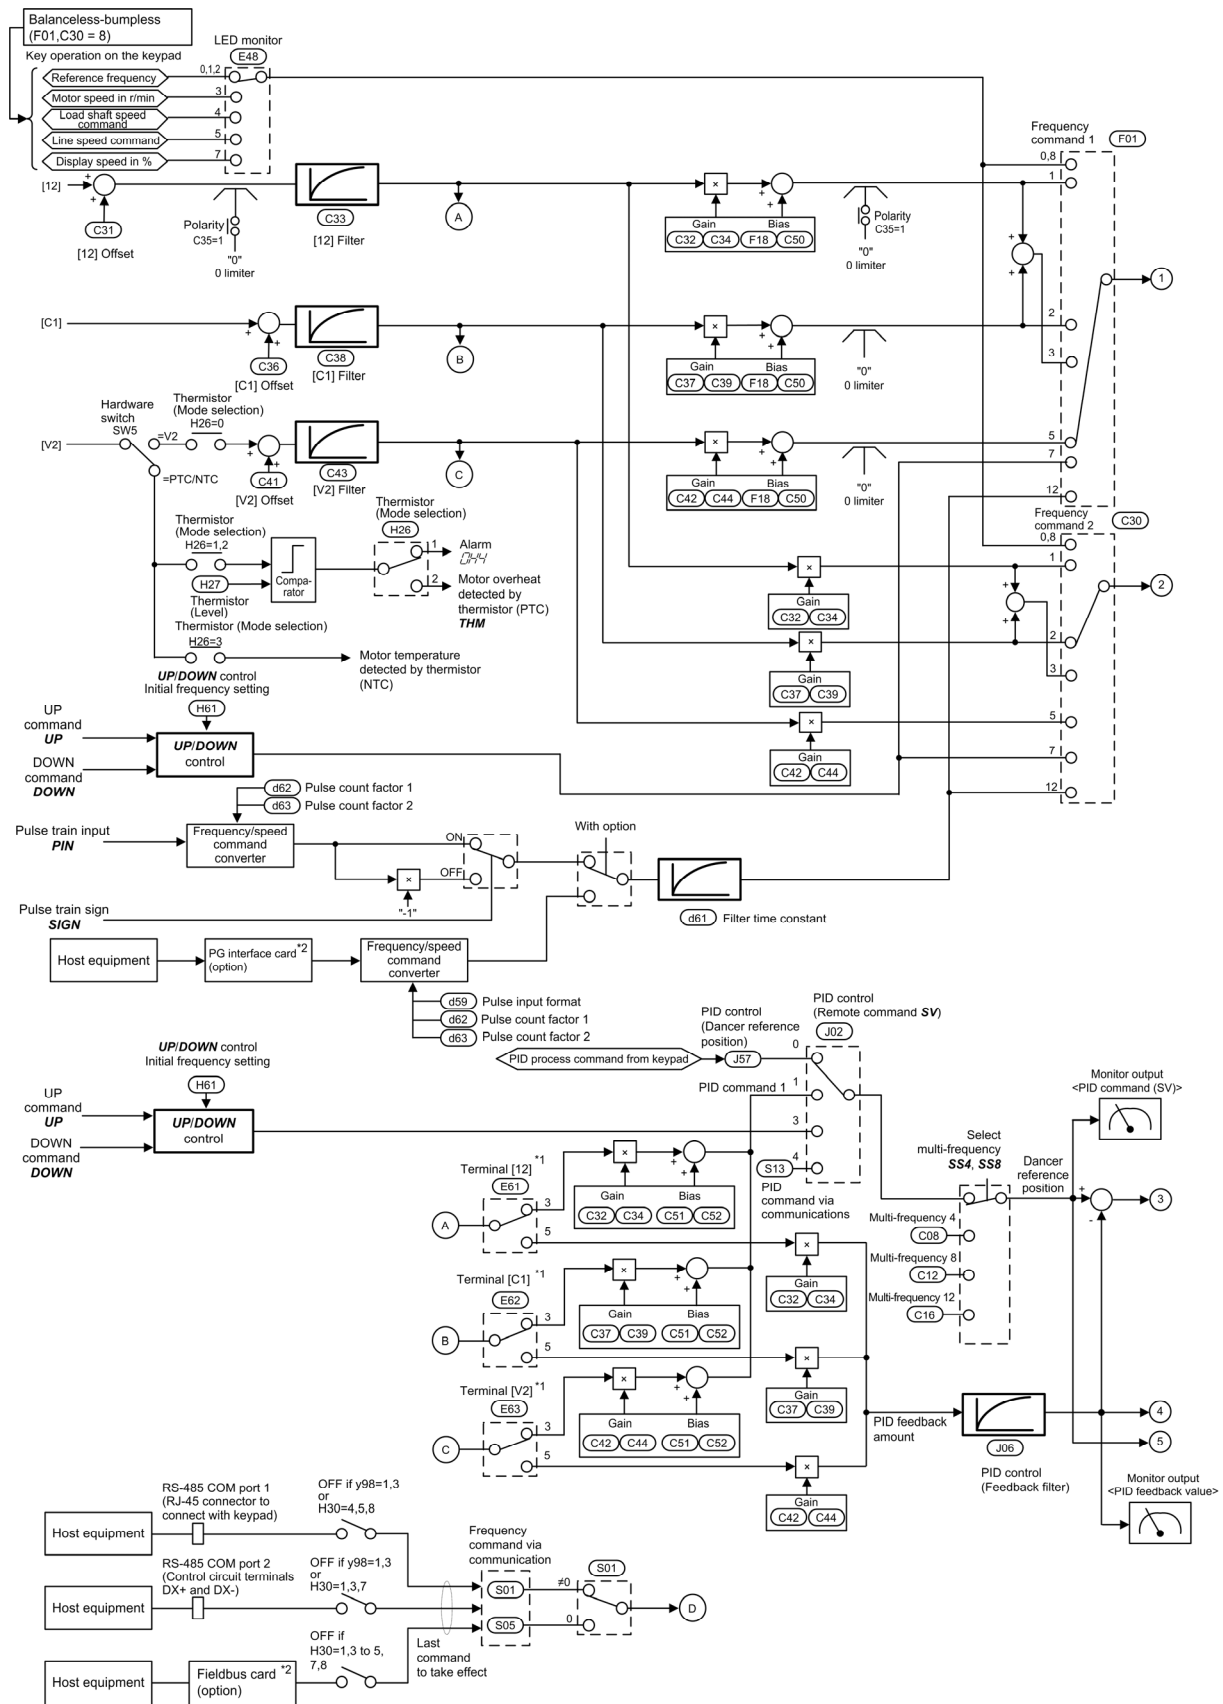 Balanceless-bumpless
(F01,C30 = 8)
Key operation on the keypad
LED monitor
E48
Reference frequency
0,1,2
Motor speed in r/min
3
Load shaft speed
command
4
Line speed command
5
Display speed in %
7
Frequency
command 1
F01
0,8
1
[12]
+
+
C31
[12] Offset
Polarity
C35=1
"0"
0 limiter
C33
[12] Filter
A
×
+
+
Gain
Bias
C32
C34
F18
C50
Polarity
C35=1
"0"
0 limiter
+
+
1
[C1]
+
+
C36
[C1] Offset
C38
[C1] Filter
B
×
+
+
Gain
Bias
C37
C39
F18
C50
"0"
0 limiter
2
3
Hardware
switch
SW5
Thermistor
(Mode selection)
H26=0
[V2]
=V2
=PTC/NTC
+
+
C41
[V2] Offset
C43
[V2] Filter
C
×
+
+
Gain
Bias
C42
C44
F18
C50
"0"
0 limiter
5
7
12
Thermistor
(Mode selection)
H26=1,2
H27
Thermistor
(Level)
Compa-
rator
Thermistor
(Mode selection)
H26
1
Alarm
0H4
2
Motor overheat
detected by
thermistor (PTC)
THM
Thermistor (Mode selection)
H26=3
Motor temperature
detected by thermistor
(NTC)
Frequency
command 2
C30
0,8
1
×
Gain
C32
C34
+
+
2
2
×
Gain
C37
C39
3
×
Gain
C42
C44
5
7
12
UP/DOWN control
Initial frequency setting
H61
UP
command
UP
DOWN
command
DOWN
UP/DOWN
control
d62
Pulse count factor 1
d63
Pulse count factor 2
Pulse train input
PIN
Frequency/speed
command
converter
ON
OFF
×
"-1"
With option
Pulse train sign
SIGN
d61
Filter time constant
Host equipment
PG interface card *2
(option)
Frequency/speed
command
converter
d59
Pulse input format
d62
Pulse count factor 1
d63
Pulse count factor 2
PID control
(Dancer reference
position)
PID control
(Remote command SV)
J02
PID process command from keypad
J57
0
PID command 1
1
3
4
S13
PID
command via
communications
UP/DOWN control
Initial frequency setting
H61
UP
command
UP
DOWN
command
DOWN
UP/DOWN
control
Monitor output
<PID command (SV)>
Select
multi-frequency
SS4, SS8
Dancer
reference
position
+
-
3
Multi-frequency 4
C08
Multi-frequency 8
C12
Multi-frequency 12
C16
Terminal [12] *1
E61
A
3
5
×
+
+
Gain
Bias
C32
C34
C51
C52
×
Gain
C32
C34
Terminal [C1] *1
E62
B
3
5
×
+
+
Gain
Bias
C37
C39
C51
C52
×
Gain
C37
C39
Terminal [V2] *1
E63
C
3
5
×
+
+
Gain
Bias
C42
C44
C51
C52
×
Gain
C42
C44
PID feedback
amount
J06
PID control
(Feedback filter)
4
5
Monitor output
<PID feedback value>
RS-485 COM port 1
(RJ-45 connector to
connect with keypad)
Host equipment
OFF if y98=1,3
or
H30=4,5,8
RS-485 COM port 2
(Control circuit terminals
DX+ and DX-)
Host equipment
OFF if y98=1,3
or
H30=1,3,7
Host equipment
Fieldbus card *2
(option)
OFF if
H30=1,3 to 5,
7,8
Last
command
to take effect
Frequency
command via
communication
S01
S05
≠0
0
S01
D